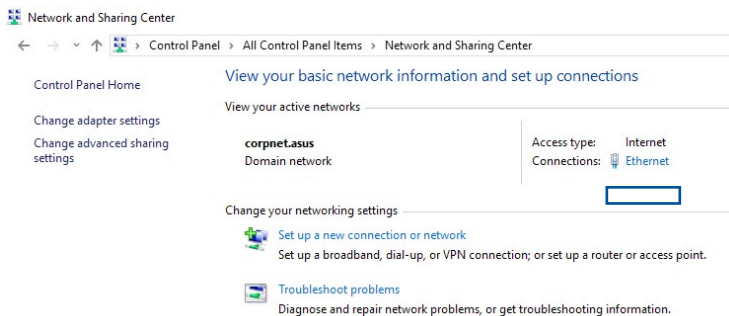 Network and Sharing Center
Control Panel > All Control Panel Items > Network and Sharing Center
Control Panel Home
Change adapter settings
Change advanced sharing
settings
View your basic network information and set up connections
View your active networks
corpnet.asus
Domain network
Access type: Internet
Connections: Ethernet
Change your networking settings
Set up a new connection or network
Set up a broadband, dial-up, or VPN connection; or set up a router or access point.
Troubleshoot problems
Diagnose and repair network problems, or get troubleshooting information.